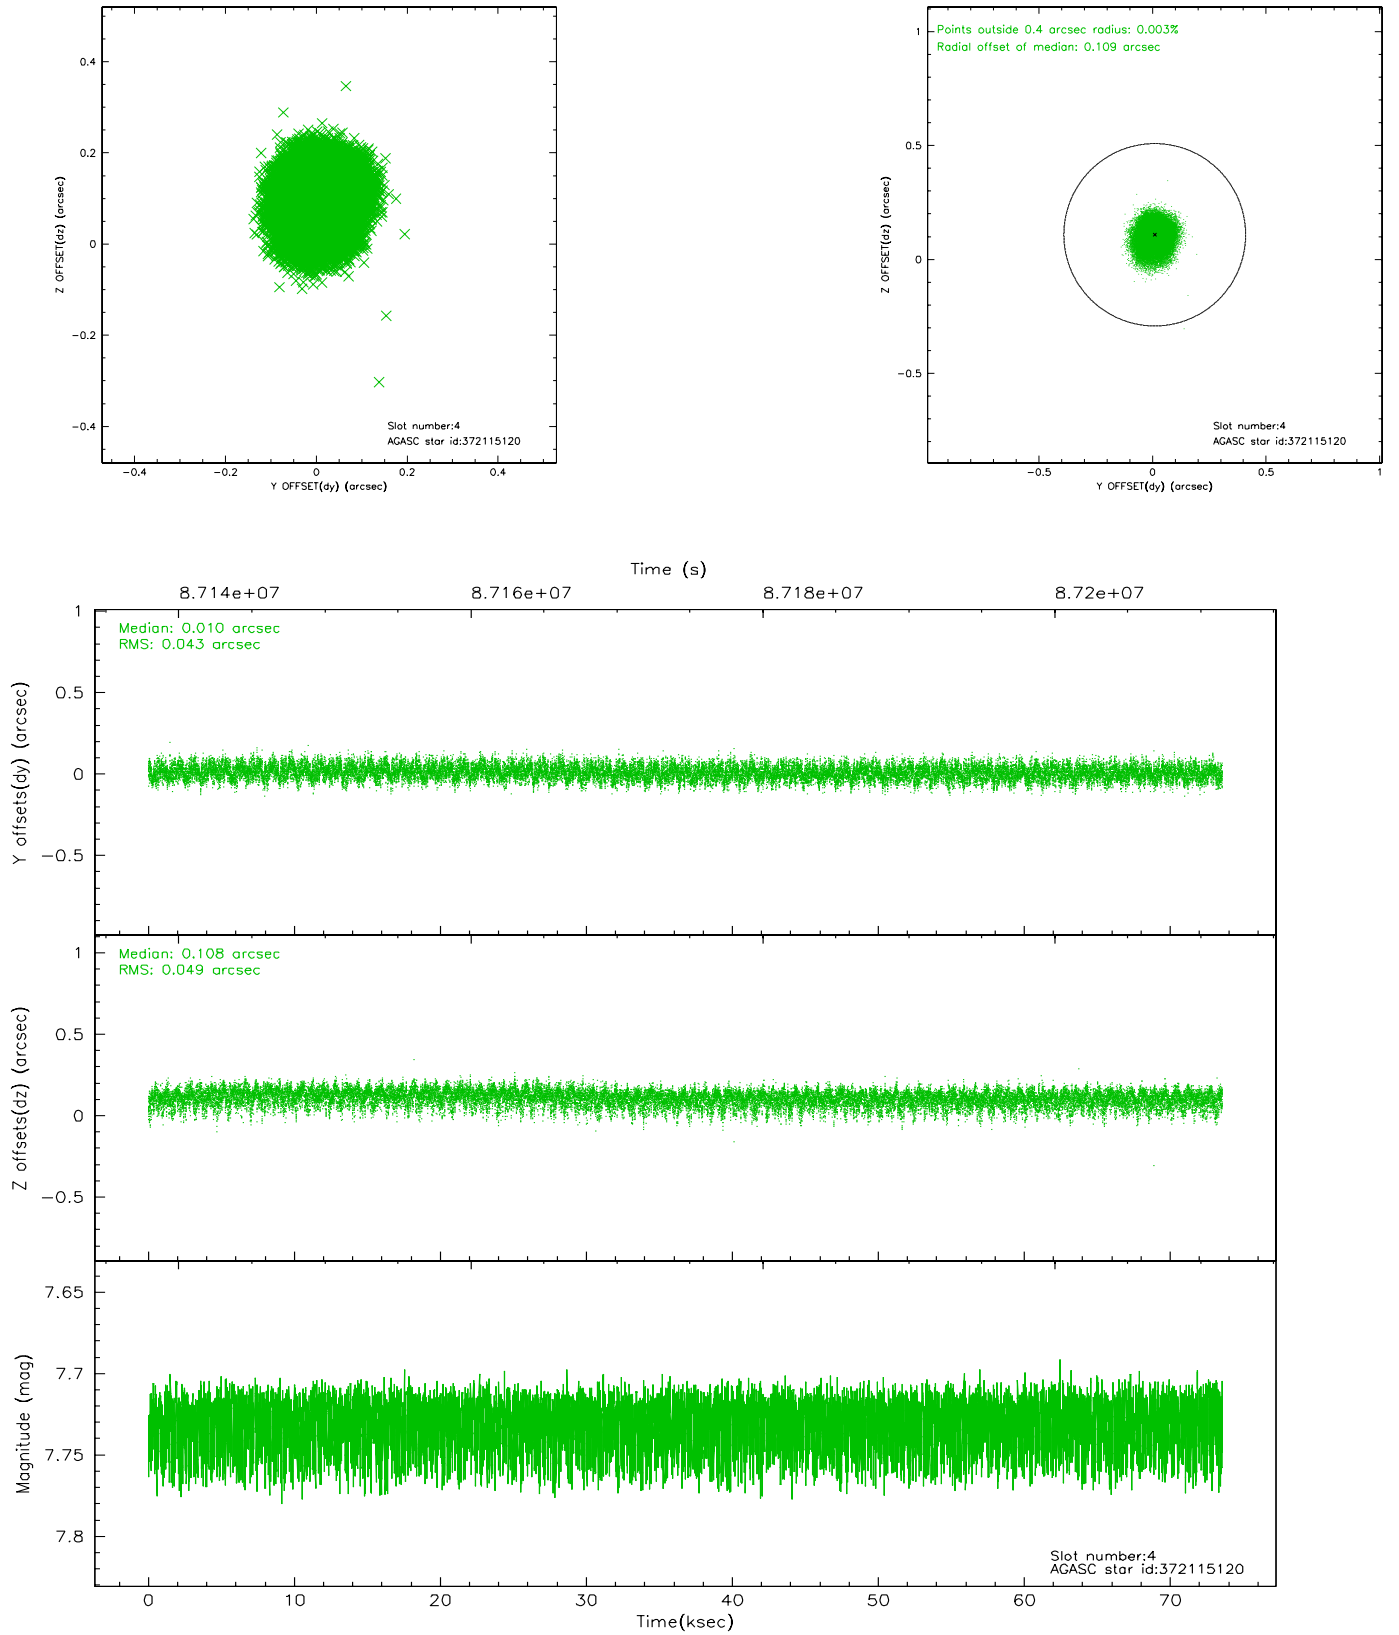 0.4
0.2
0
−0.2
−0.4
Z OFFSET(dz) (arcsec)
−0.4
−0.2
0
0.2
0.4
Y OFFSET(dy) (arcsec)
Slot number:4
AGASC star id:372115120
Points outside 0.4 arcsec radius: 0.003%
Radial offset of median: 0.109 arcsec
1
0.5
0
−0.5
Z OFFSET(dz) (arcsec)
−0.5
0
0.5
1
Y OFFSET(dy) (arcsec)
Slot number:4
AGASC star id:372115120
Time (s)
8.714e+07
8.716e+07
8.718e+07
8.72e+07
Median: 0.010 arcsec
RMS: 0.043 arcsec
1
0.5
0
−0.5
Y offsets(dy) (arcsec)
Median: 0.108 arcsec
RMS: 0.049 arcsec
1
0.5
0
−0.5
Z offsets(dz) (arcsec)
7.65
7.7
7.75
7.8
Magnitude (mag)
Slot number:4
AGASC star id:372115120
0
10
20
30
40
50
60
70
Time(ksec)